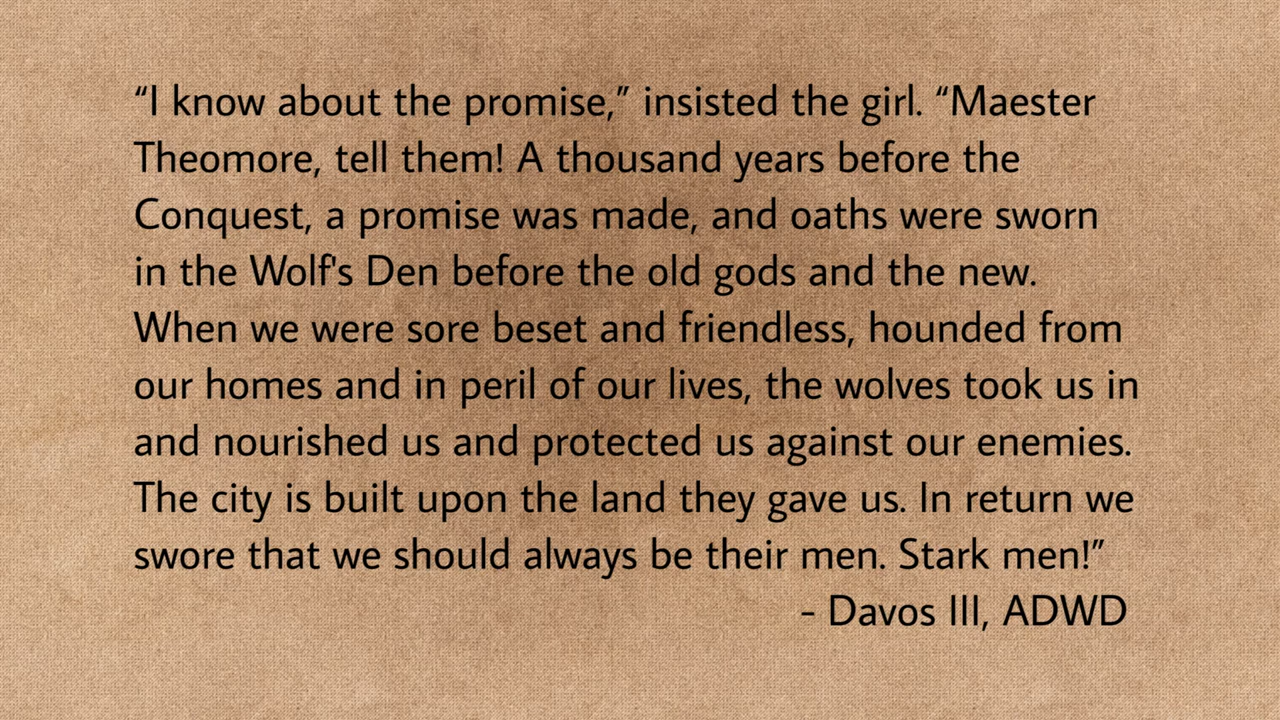 “I know about the promise,” insisted the girl. “Maester
Theomore, tell them! A thousand years before the
Conquest, a promise was made, and oaths were sworn
in the Wolf's Den before the old gods and the new.
When we were sore beset and friendless, hounded from
our homes and in peril of our lives, the wolves took us in
and nourished us and protected us against our enemies.
The city is built upon the land they gave us. In return we
swore that we should always be their men. Stark men!”
- Davos III, ADWD